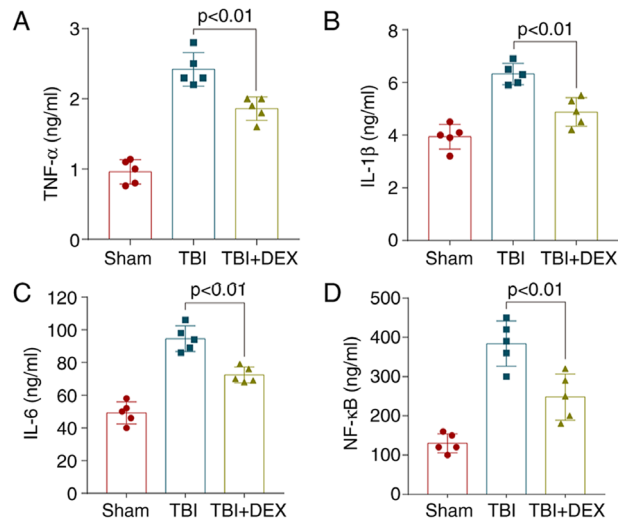 A
p<0.01
TNF-α (ng/ml)
3
2
1
0
Sham TBI TBI+DEX
B
p<0.01
IL-1β (ng/ml)
8
6
4
2
0
Sham TBI TBI+DEX
C
p<0.01
IL-6 (ng/ml)
120
100
80
60
40
20
0
Sham TBI TBI+DEX
D
p<0.01
NF-κB (ng/ml)
500
400
300
200
100
0
Sham TBI TBI+DEX